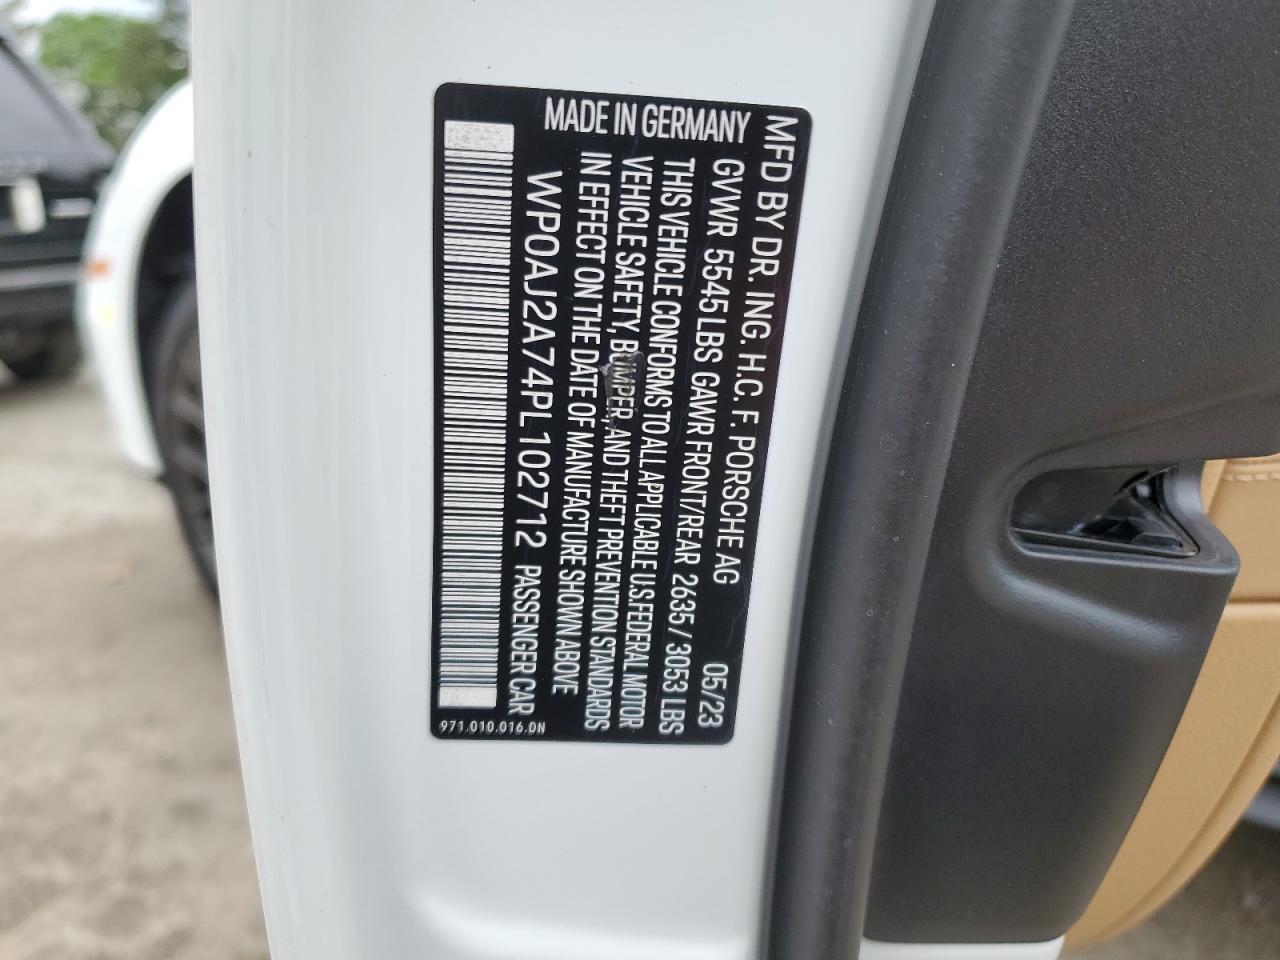 MFD BY DR. ING. H.C. F. PORSCHE AG
MADE IN GERMANY
GVWR 5545 LBS GAWR FRONT/REAR 2635 / 3053 LBS 05/23
THIS VEHICLE CONFORMS TO ALL APPLICABLE U.S. FEDERAL MOTOR
VEHICLE SAFETY, BUMPER, AND THEFT PREVENTION STANDARDS
IN EFFECT ON THE DATE OF MANUFACTURE SHOWN ABOVE
WP0AJ2A74PL102712 PASSENGER CAR
971.010.016.DN